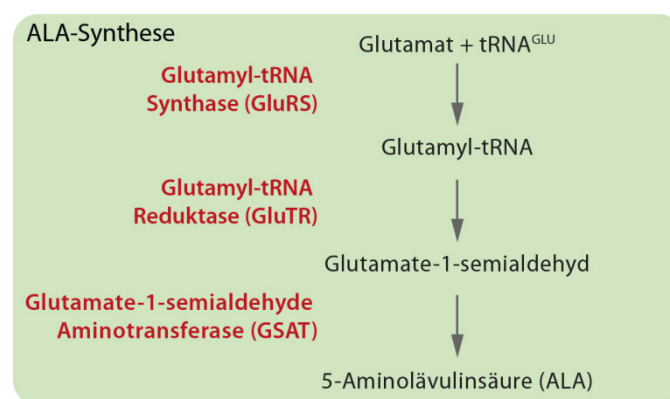 ALA-Synthese
Glutamat + tRNA^GLU
Glutamyl-tRNA
Synthase (GluRS)
Glutamyl-tRNA
Glutamyl-tRNA
Reduktase (GluTR)
Glutamate-1-semialdehyd
Glutamate-1-semialdehyde
Aminotransferase (GSAT)
5-Aminolävulinsäure (ALA)